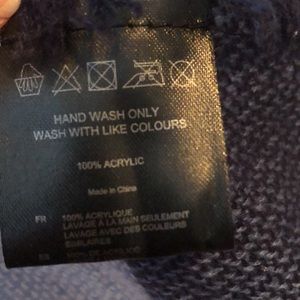 HAND WASH ONLY
WASH WITH LIKE COLOURS
100% ACRYLIC
Made in China
FR 100% ACRYLIQUE
LAVAGE A LA MAIN SEULEMENT
LAVAGE AVEC DES COULEURS
SIMILAIRES